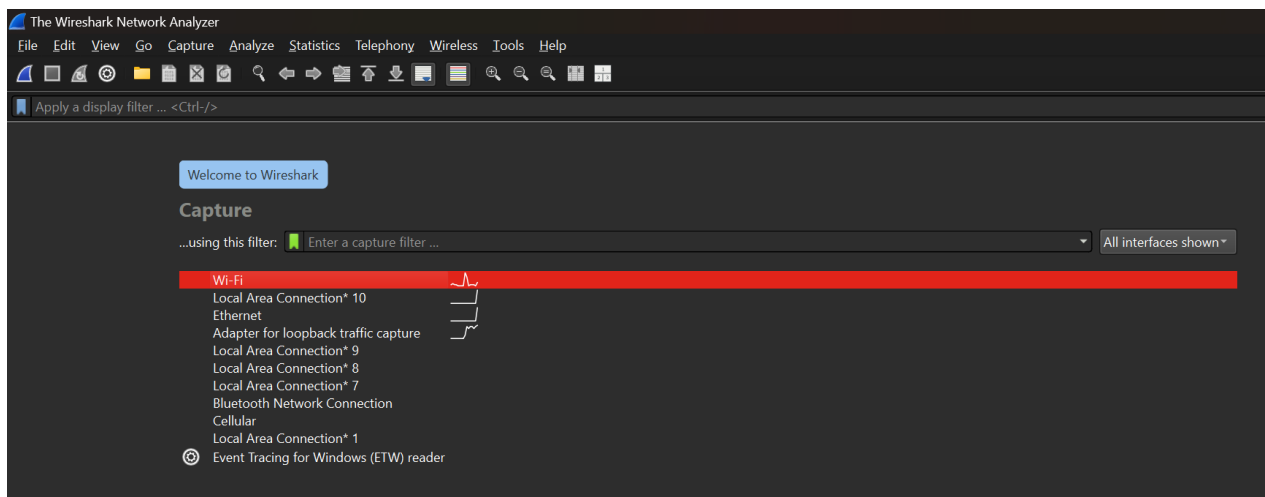 The Wireshark Network Analyzer
File Edit View Go Capture Analyze Statistics Telephony Wireless Tools Help
Apply a display filter ... <Ctrl-/>
Welcome to Wireshark
Capture
...using this filter: Enter a capture filter ... All interfaces shown
Wi-Fi
Local Area Connection* 10
Ethernet
Adapter for loopback traffic capture
Local Area Connection* 9
Local Area Connection* 8
Local Area Connection* 7
Bluetooth Network Connection
Cellular
Local Area Connection* 1
Event Tracing for Windows (ETW) reader